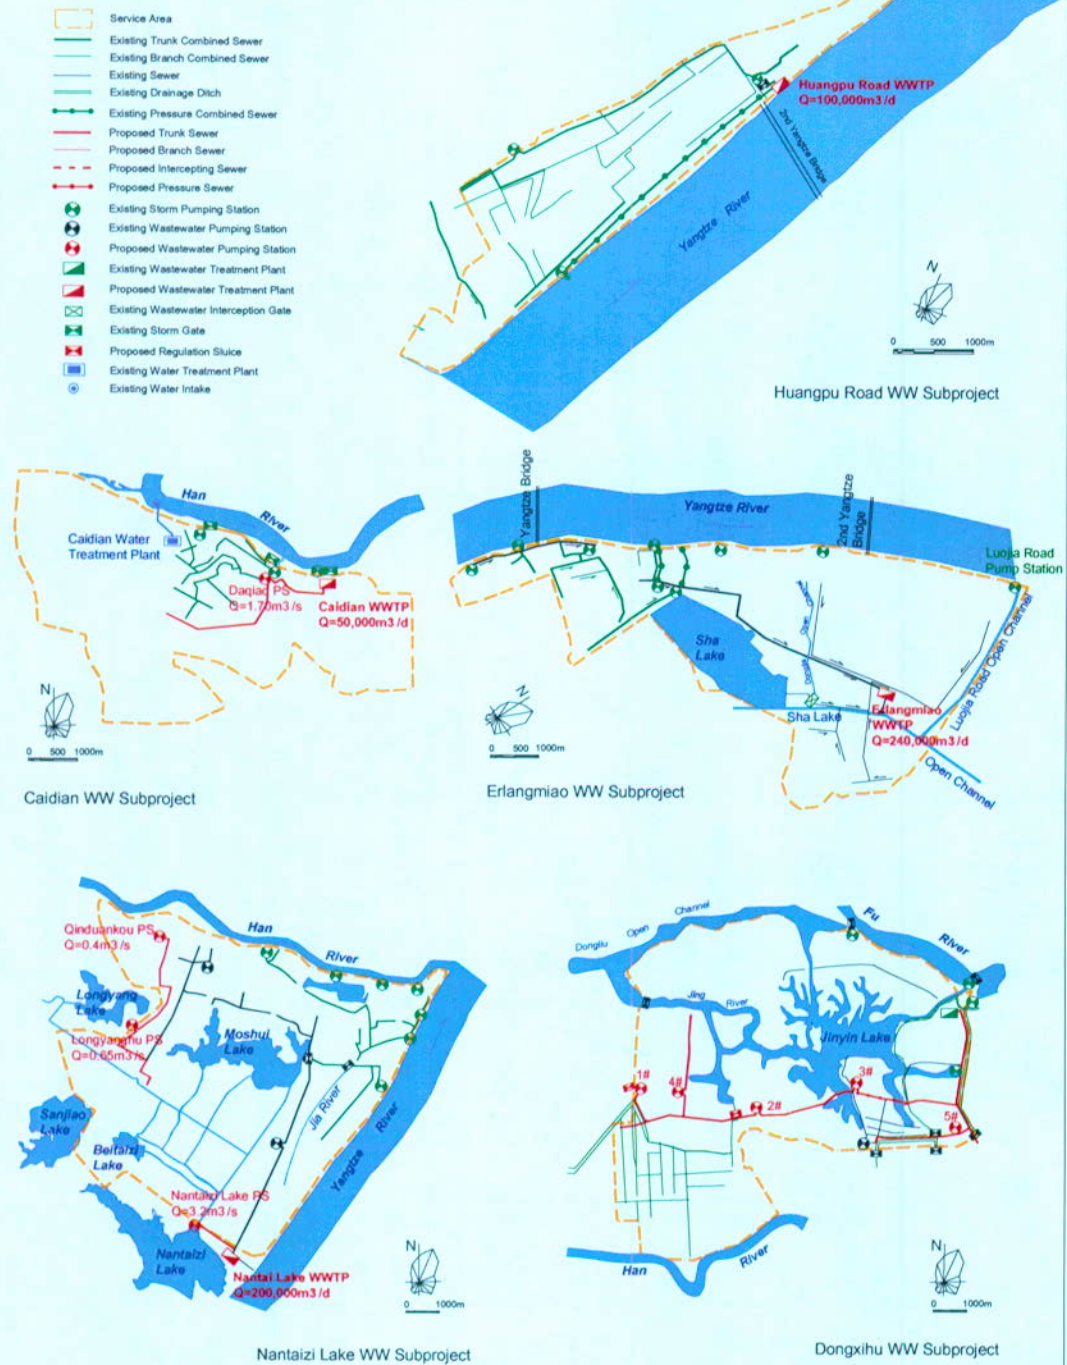 Service Area
Existing Trunk Combined Sewer
Existing Branch Combined Sewer
Existing Sewer
Existing Drainage Ditch
Existing Pressure Combined Sewer
Proposed Trunk Sewer
Proposed Branch Sewer
Proposed Intercepting Sewer
Proposed Pressure Sewer
Existing Storm Pumping Station
Existing Wastewater Pumping Station
Proposed Wastewater Pumping Station
Existing Wastewater Treatment Plant
Proposed Wastewater Treatment Plant
Existing Wastewater Interception Gate
Existing Storm Gate
Proposed Regulation Sluice
Existing Water Treatment Plant
Existing Water Intake
Huangpu Road WWTP
Q=100,000m3/d
2nd Yangtze Bridge
Yangtze River
N
0 500 1000m
Huangpu Road WW Subproject
Han
River
Caidian Water
Treatment Plant
Daqiao PS
Q=1.70m3/s
Caidian WWTP
Q=50,000m3/d
N
0 500 1000m
Caidian WW Subproject
Yangtze Bridge
Yangtze River
2nd Yangtze
Bridge
Luojia Road
Pump Station
Luojia Road Open Channel
Sha
Lake
Open
Sha Lake
Erlangmiao
WWTP
Q=240,000m3/d
Open Channel
N
0 500 1000m
Erlangmiao WW Subproject
Qinduankou PS
Q=0.4m3/s
Han
River
Longyang
Lake
Longyanghu PS
Q=0.65m3/s
Moshui
Lake
Jia River
Sanjiao
Lake
Beitaizi
Lake
Yangtze
River
Nantaizi Lake PS
Q=3.2m3/s
Nantaizi
Lake
Nantai Lake WWTP
Q=200,000m3/d
N
0 1000m
Nantaizi Lake WW Subproject
Dongliu Open Channel
Fu
River
Jing River
Jinyin Lake
1#
4#
2#
3#
5#
Han
River
N
0 1000m
Dongxihu WW Subproject